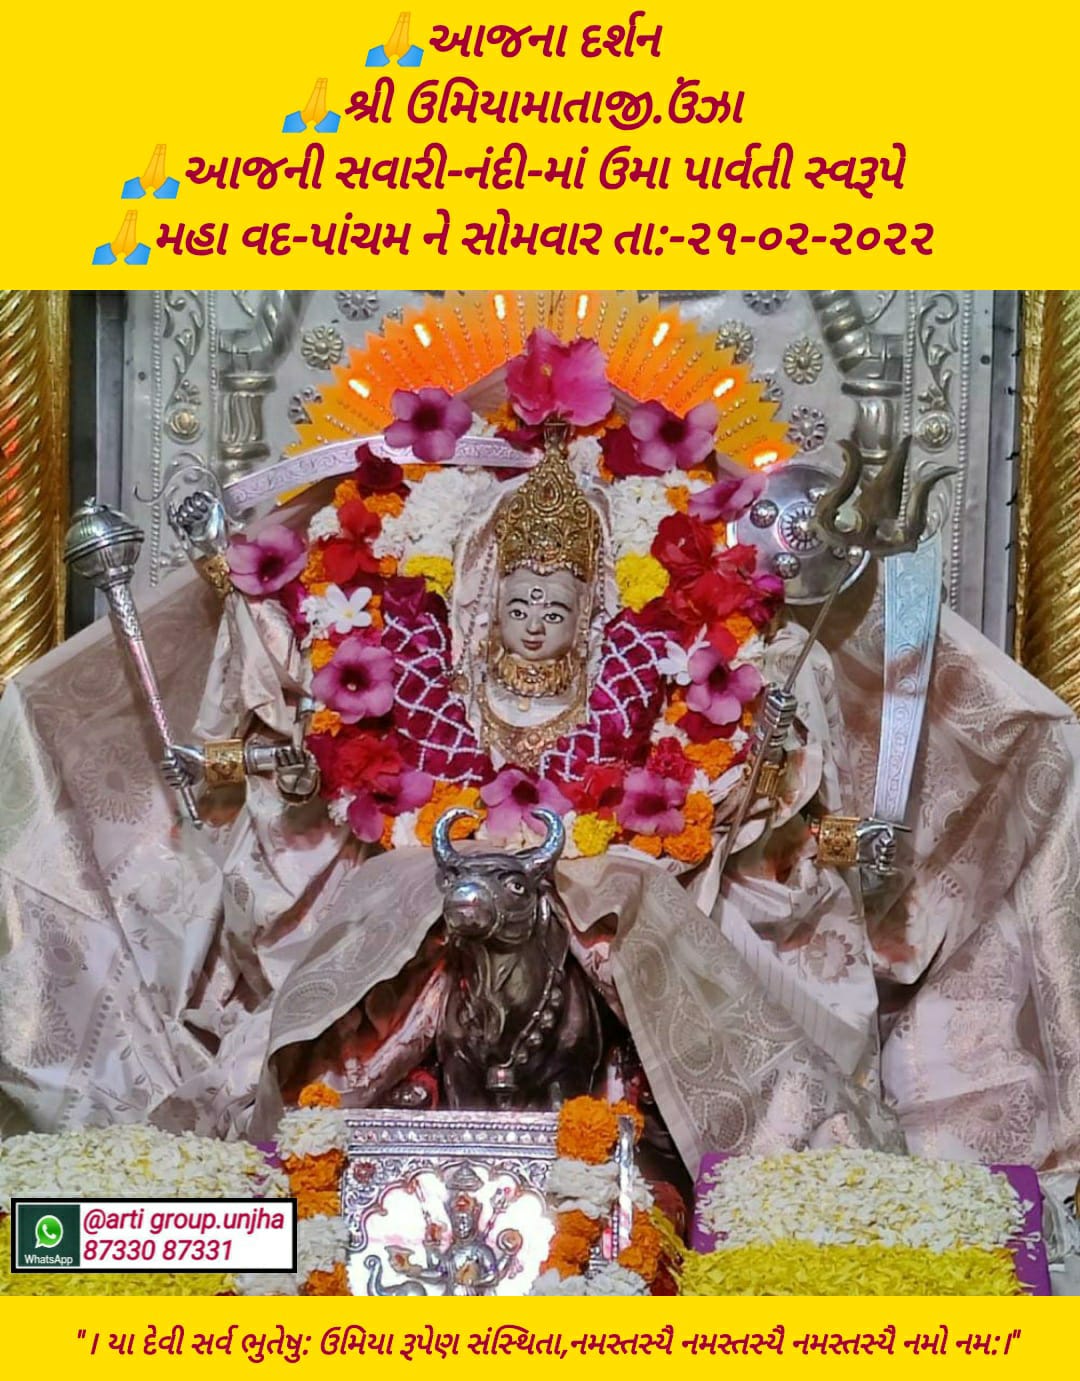 🙏આજના દર્શન
🙏શ્રી ઉમિયામાતાજી.ઉંઝા
🙏આજની સવારી-નંદી-માં ઉમા પાર્વતી સ્વરૂપે
🙏મહા વદ-પાંચમ ને સોમવાર તા:-૨૧-૦૨-૨૦૨૨
@arti group.unjha
WhatsApp 87330 87331
"। યા દેવી સર્વ ભુતેષુ: ઉમિયા રૂપેણ સંસ્થિતા,નમસ્તસ્યૈ નમસ્તસ્યૈ નમસ્તસ્યૈ નમો નમ:।"